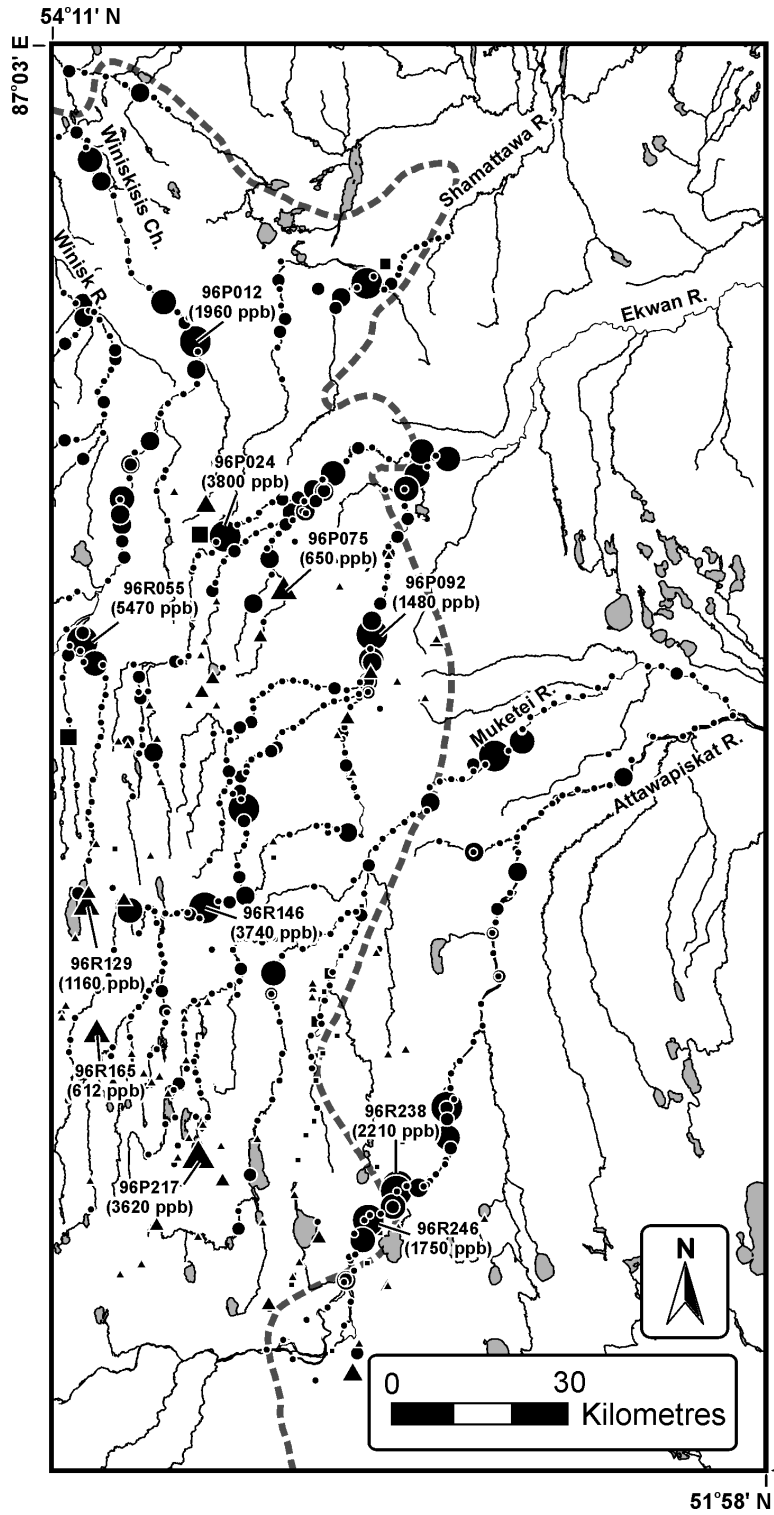 54°11' N
87°03' E
Winiskisis Ch.
Shamattawa R.
Winisk R.
96P012
(1960 ppb)
Ekwan R.
96P024
(3800 ppb)
96P075
(650 ppb)
96P092
(1480 ppb)
96R055
(5470 ppb)
Muketei R.
Attawapiskat R.
96R146
(3740 ppb)
96R129
(1160 ppb)
96R165
(612 ppb)
96R238
(2210 ppb)
96P217
(3620 ppb)
96R246
(1750 ppb)
N
0 30
Kilometres
51°58' N